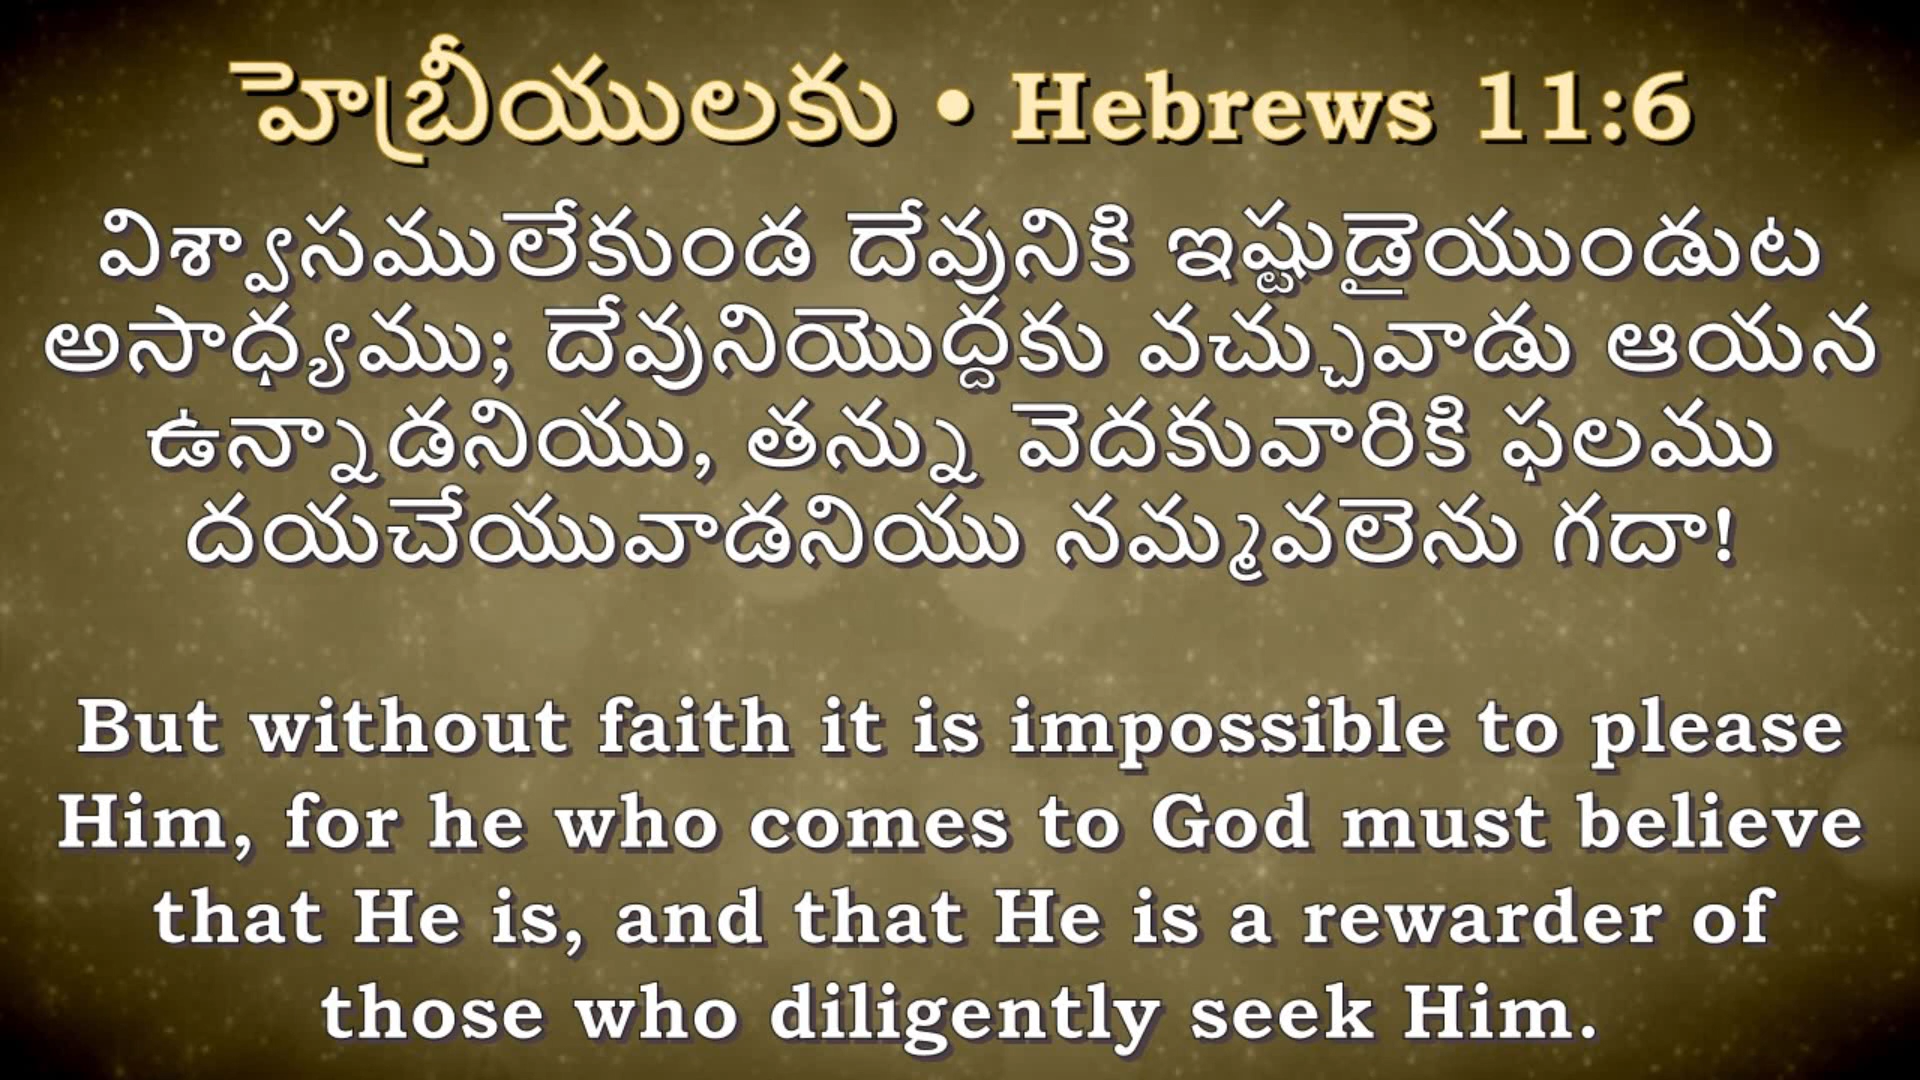 హెబ్రీయులకు • Hebrews 11:6
విశ్వాసములేకుండ దేవునికి ఇష్టుడైయుండుట
అసాధ్యము; దేవునియొద్దకు వచ్చువాడు ఆయన
ఉన్నాడనియు, తన్ను వెదకువారికి ఫలము
దయచేయువాడనియు నమ్మవలెను గదా!
But without faith it is impossible to please
Him, for he who comes to God must believe
that He is, and that He is a rewarder of
those who diligently seek Him.